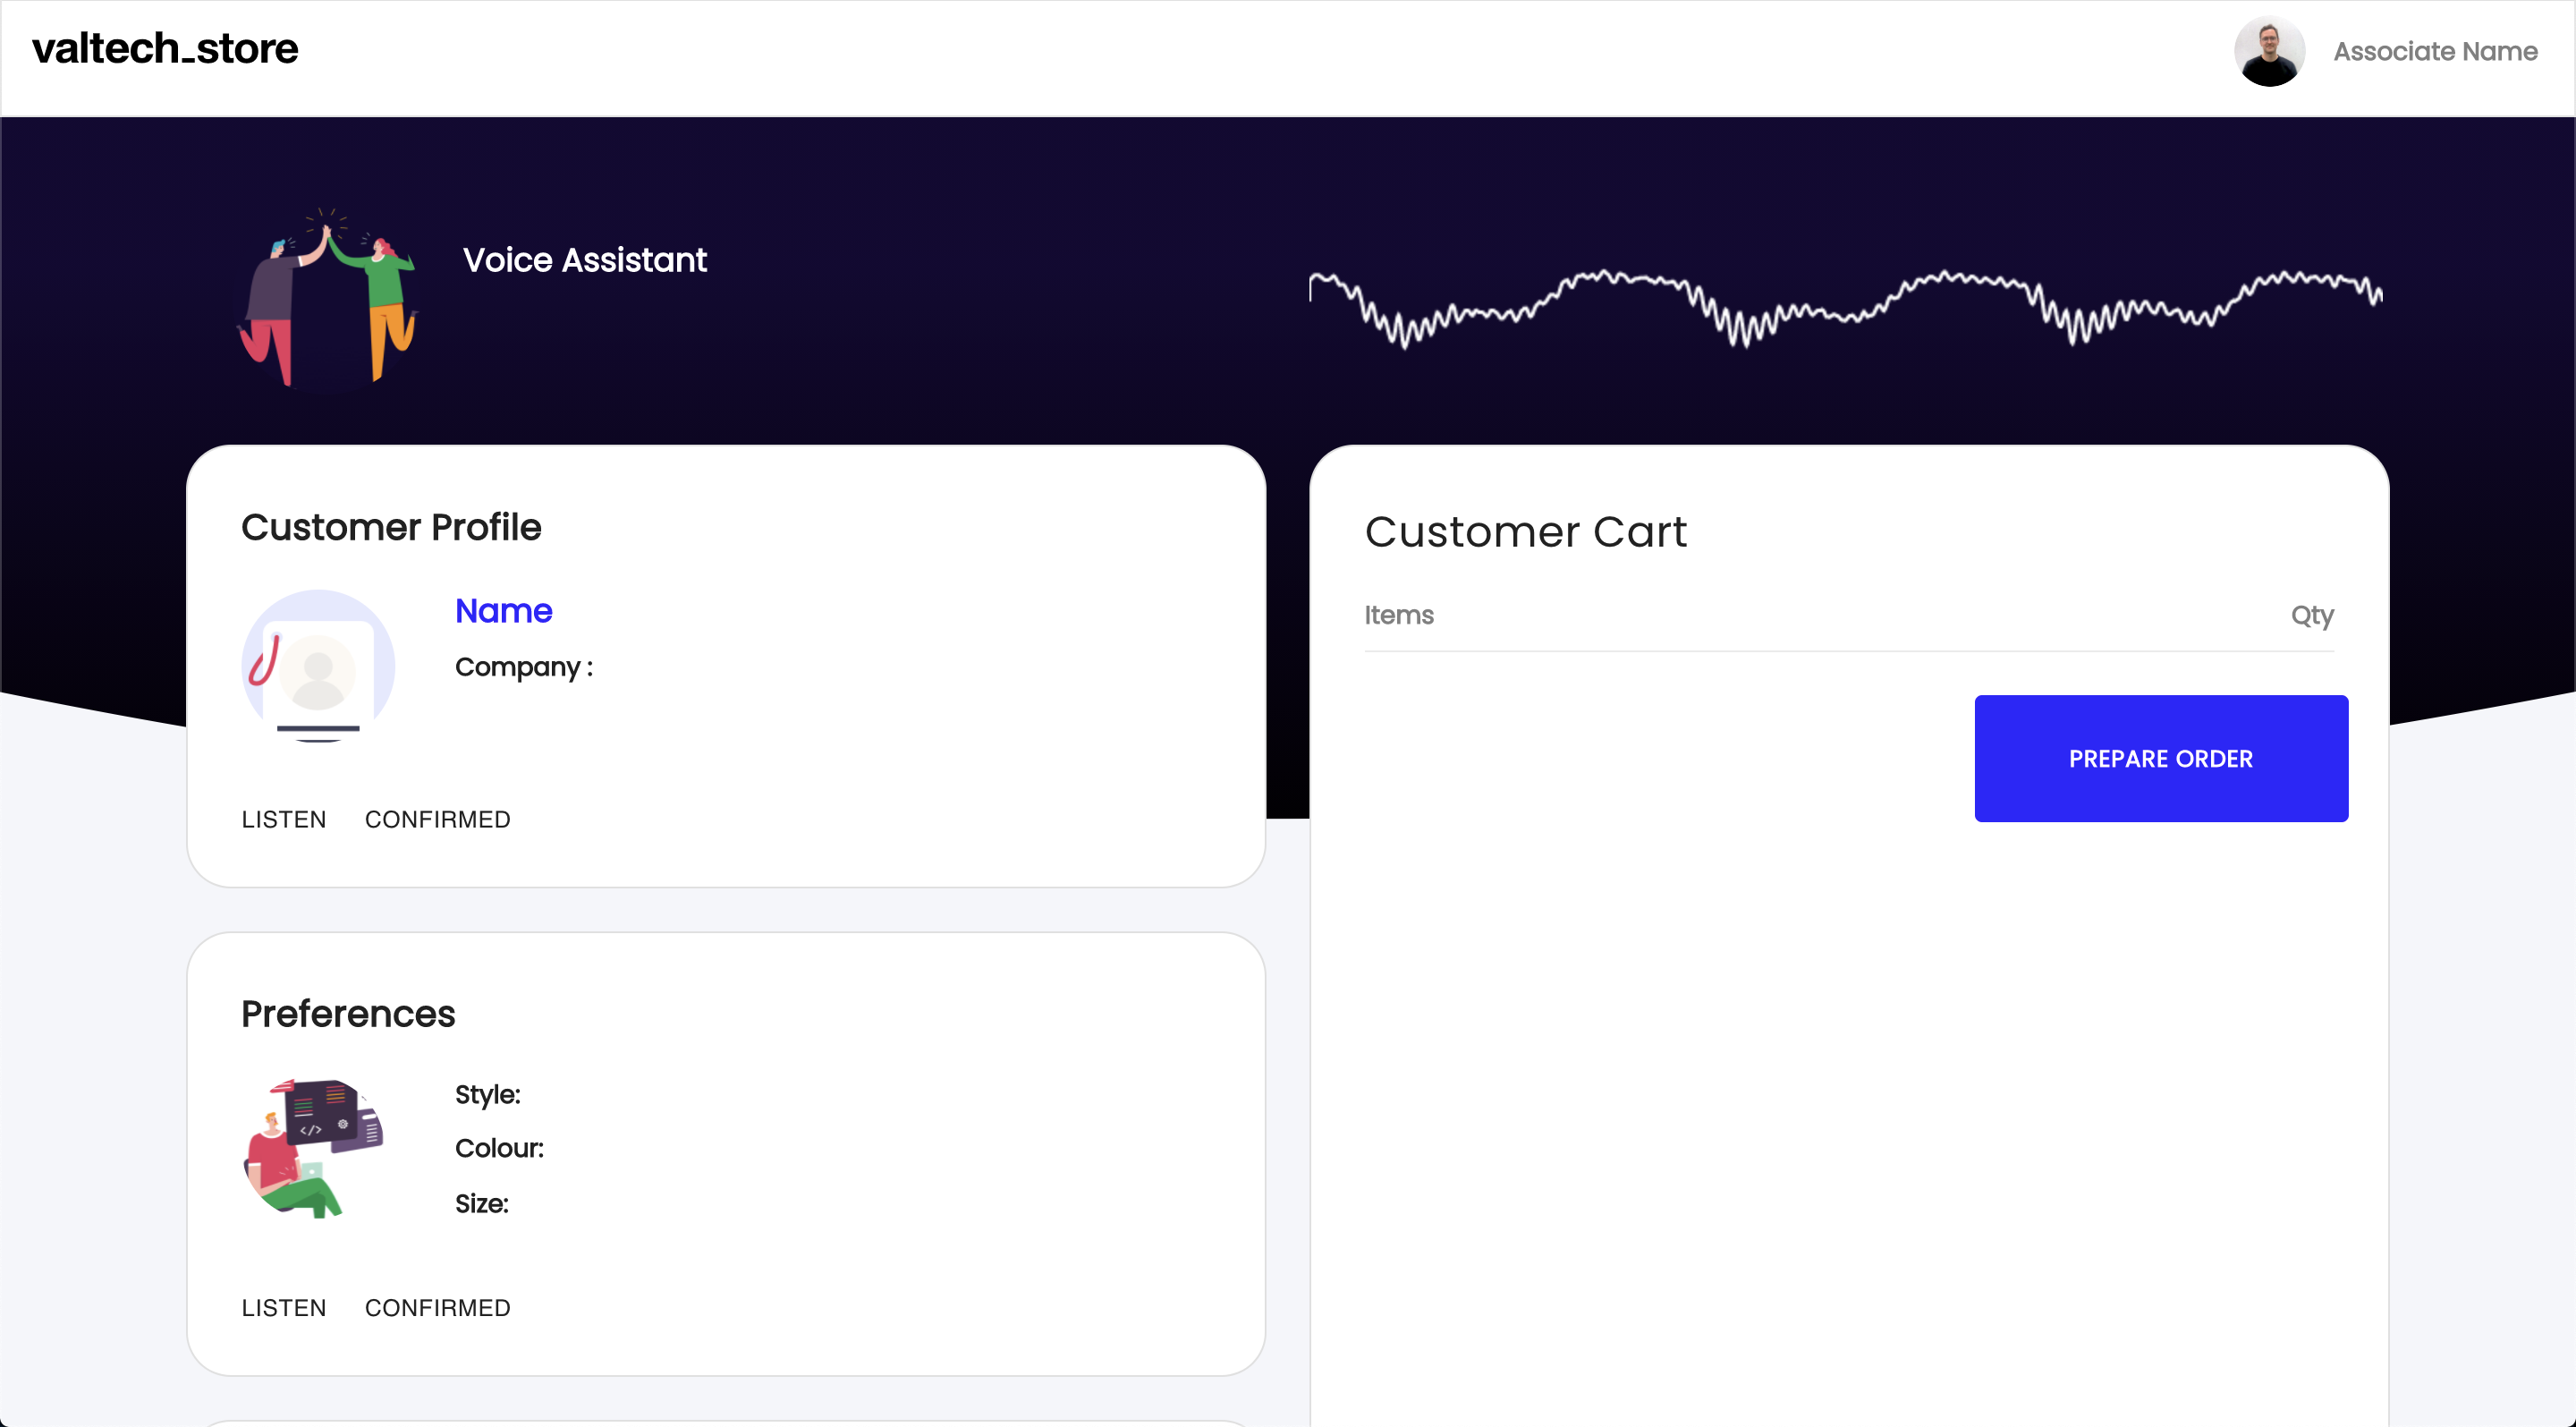 valtech_store
Associate Name
Voice Assistant
Customer Profile
Name
Company :
LISTEN CONFIRMED
Preferences
Style:
Colour:
Size:
LISTEN CONFIRMED
Customer Cart
Items Qty
PREPARE ORDER